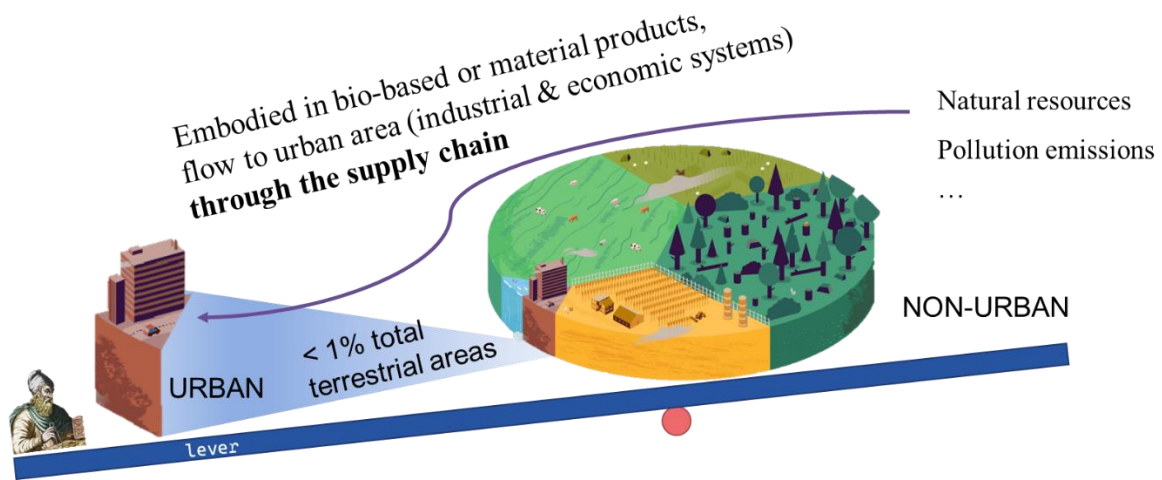 Embodied in bio-based or material products,
flow to urban area (industrial & economic systems)
through the supply chain
Natural resources
Pollution emissions
…
NON-URBAN
< 1% total
terrestrial areas
URBAN
lever